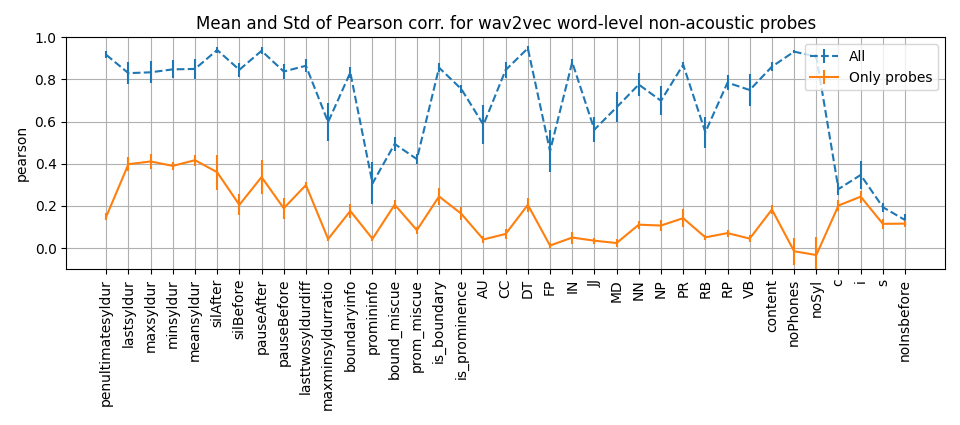 Mean and Std of Pearson corr. for wav2vec word-level non-acoustic probes
pearson
1.0
0.8
0.6
0.4
0.2
0.0
All
Only probes
penultimatesyldur
lastsyldur
maxsyldur
minsyldur
meansyldur
silAfter
silBefore
pauseAfter
pauseBefore
lasttwosyldurdiff
maxminsyldurratio
boundaryinfo
promininfo
bound_miscue
prom_miscue
is_boundary
is_prominence
AU
CC
DT
FP
IN
JJ
MD
NN
NP
PR
RB
RP
VB
content
noPhones
noSyl
c
i
s
noInsbefore